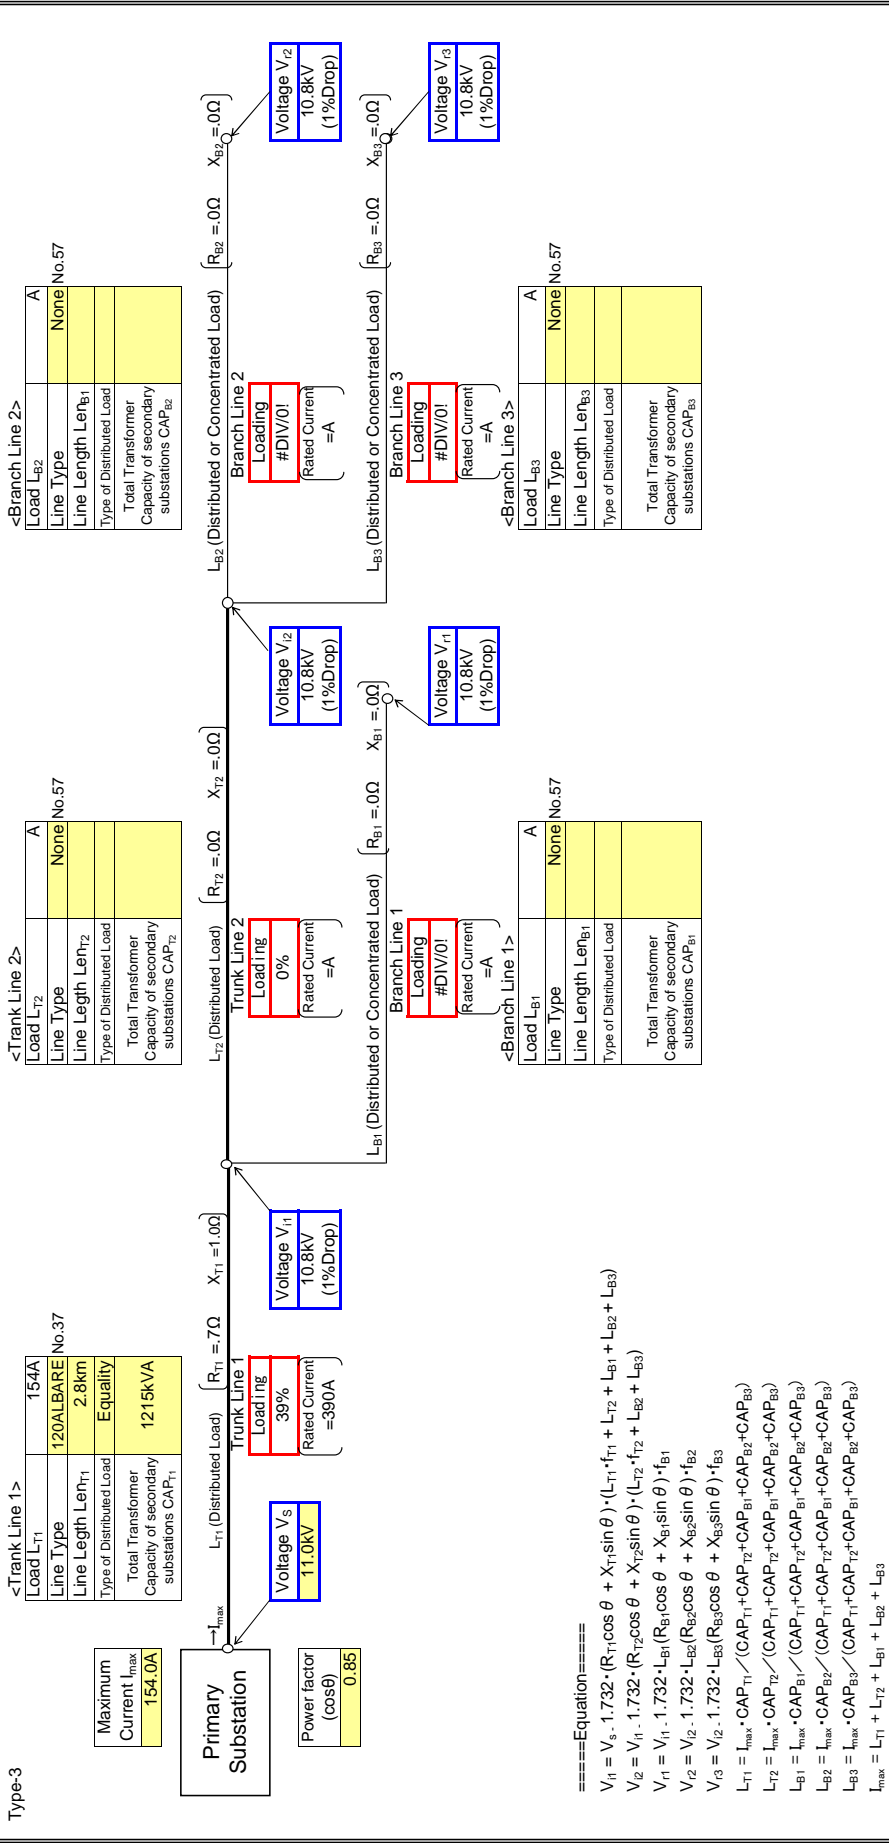 Type-3
Maximum
Current Imax
154.0A
Primary
Substation
Power factor
(cosθ)
0.85
→Imax
Voltage VS
11.0kV
<Trank Line 1>
Load LT1 154A
Line Type 120ALBARE No.37
Line Legth LenT1 2.8km
Type of Distributed Load Equality
Total Transformer
Capacity of secondary
substations CAPT1
1215kVA
LT1 (Distributed Load)
RT1 =.7Ω XT1 =1.0Ω
Trunk Line 1
Loading
39%
Rated Current
=390A
Voltage Vi1
10.8kV
(1%Drop)
<Trank Line 2>
Load LT2 A
Line Type None No.57
Line Legth LenT2
Type of Distributed Load
Total Transformer
Capacity of secondary
substations CAPT2
LT2 (Distributed Load)
RT2 =.0Ω XT2 =.0Ω
Trunk Line 2
Loading
0%
Rated Current
=A
Voltage Vi2
10.8kV
(1%Drop)
LB1 (Distributed or Concentrated Load)
RB1 =.0Ω XB1 =.0Ω
Branch Line 1
Loading
#DIV/0!
Rated Current
=A
Voltage Vr1
10.8kV
(1%Drop)
<Branch Line 1>
Load LB1 A
Line Type None No.57
Line Length LenB1
Type of Distributed Load
Total Transformer
Capacity of secondary
substations CAPB1
<Branch Line 2>
Load LB2 A
Line Type None No.57
Line Length LenB1
Type of Distributed Load
Total Transformer
Capacity of secondary
substations CAPB2
LB2 (Distributed or Concentrated Load)
RB2 =.0Ω XB2 =.0Ω
Branch Line 2
Loading
#DIV/0!
Rated Current
=A
Voltage Vr2
10.8kV
(1%Drop)
LB3 (Distributed or Concentrated Load)
RB3 =.0Ω XB3 =.0Ω
Branch Line 3
Loading
#DIV/0!
Rated Current
=A
Voltage Vr3
10.8kV
(1%Drop)
<Branch Line 3>
Load LB3 A
Line Type None No.57
Line Length LenB3
Type of Distributed Load
Total Transformer
Capacity of secondary
substations CAPB3
=====Equation=====
Vi1 = Vs - 1.732・(RT1cosθ + XT1sinθ)・(LT1・fT1 + LT2 + LB1 + LB2 + LB3)
Vi2 = Vi1 - 1.732・(RT2cosθ + XT2sinθ)・(LT2・fT2 + LB2 + LB3)
Vr1 = Vi1 - 1.732・LB1(RB1cosθ + XB1sinθ)・fB1
Vr2 = Vi2 - 1.732・LB2(RB2cosθ + XB2sinθ)・fB2
Vr3 = Vi2 - 1.732・LB3(RB3cosθ + XB3sinθ)・fB3
LT1 = Imax・CAPT1／(CAPT1+CAPT2+CAPB1+CAPB2+CAPB3)
LT2 = Imax・CAPT2／(CAPT1+CAPT2+CAPB1+CAPB2+CAPB3)
LB1 = Imax・CAPB1／(CAPT1+CAPT2+CAPB1+CAPB2+CAPB3)
LB2 = Imax・CAPB2／(CAPT1+CAPT2+CAPB1+CAPB2+CAPB3)
LB3 = Imax・CAPB3／(CAPT1+CAPT2+CAPB1+CAPB2+CAPB3)
Imax = LT1 + LT2 + LB1 + LB2 + LB3